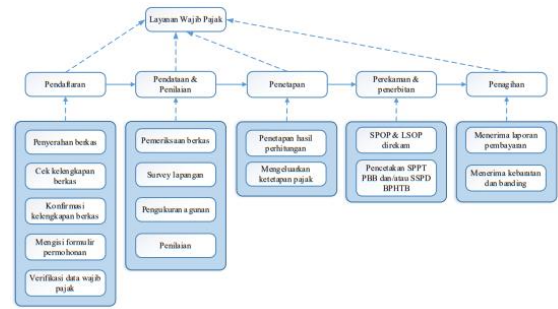 Layanan Wajib Pajak
Pendaftaran
Pendataan &
Penilaian
Penetapan
Perekaman &
penerbitan
Penagihan
Penyerahan berkas
Cek kelengkapan
berkas
Konfirmasi
kelengkapan berkas
Mengisi formulir
permohonan
Verifikasi data wajib
pajak
Pemeriksaan berkas
Survey lapangan
Pengukuran agunan
Penilaian
Penetapan hasil
perhitungan
Mengeluarkan
ketetapan pajak
SPOP & LSOP
direkam
Pencetakan SPPT
PBB dan/atau SSPD
BPHTB
Menerima laporan
pembayaran
Menerima keberatan
dan banding